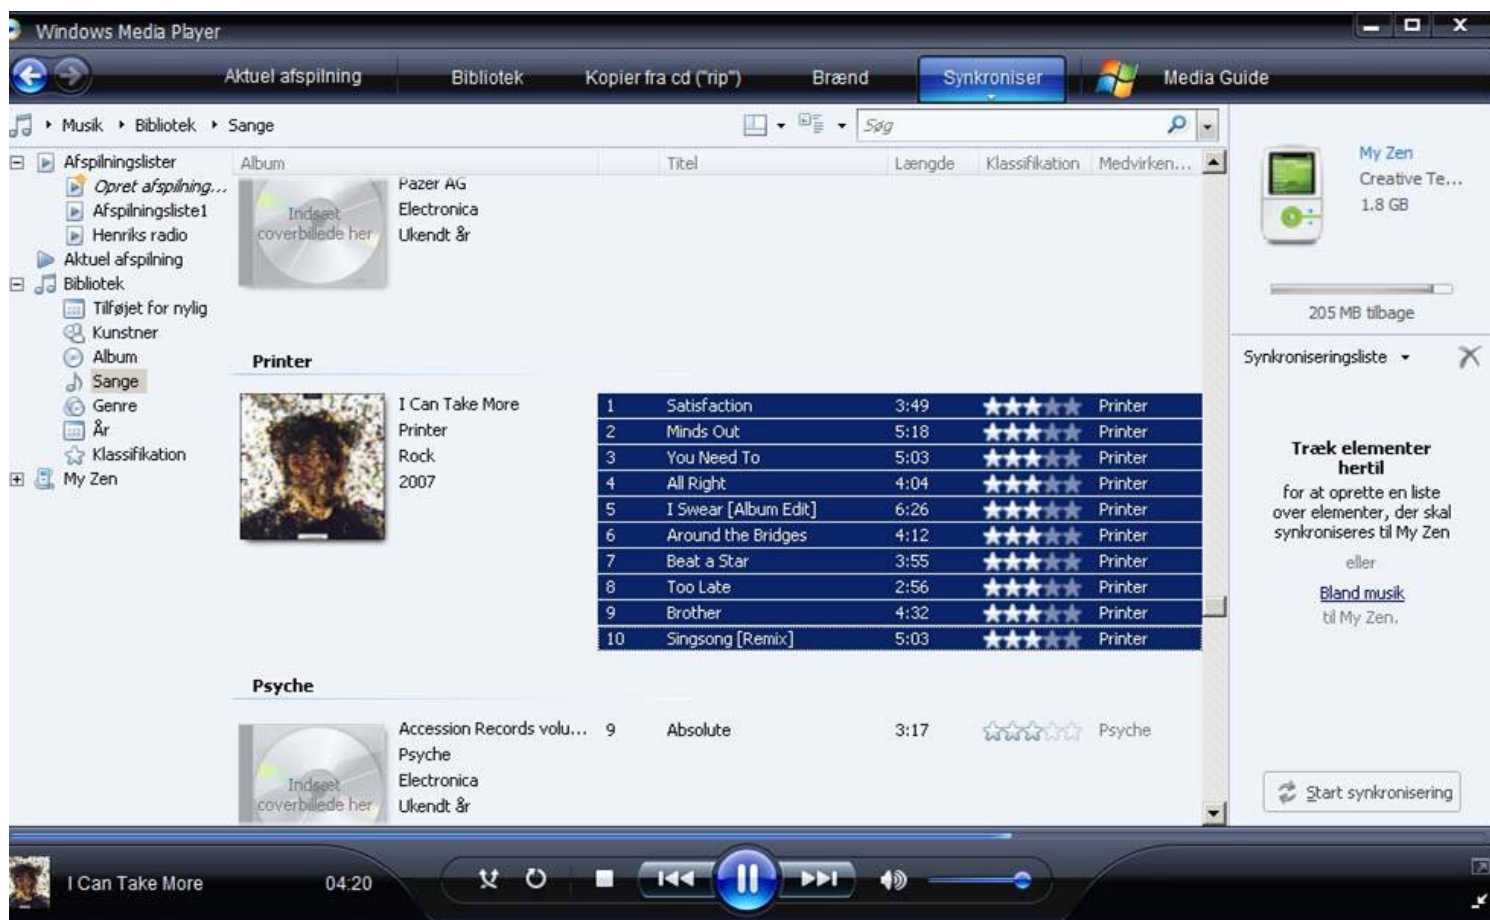 Windows Media Player
Aktuel afspilning Bibliotek Kopier fra cd ("rip") Brænd Synkroniser Media Guide
Musik Bibliotek Sange
Søg
Afspilningslister
Opret afspilning...
Afspilningsliste1
Henriks radio
Aktuel afspilning
Bibliotek
Tilføjet for nylig
Kunstner
Album
Sange
Genre
År
Klassifikation
My Zen
Album Titel Længde Klassifikation Medvirken...
Indsæt
coverbillede her
Pazer AG
Electronica
Ukendt år
Printer
I Can Take More
Printer
Rock
2007
1 Satisfaction 3:49 Printer
2 Minds Out 5:18 Printer
3 You Need To 5:03 Printer
4 All Right 4:04 Printer
5 I Swear [Album Edit] 6:26 Printer
6 Around the Bridges 4:12 Printer
7 Beat a Star 3:55 Printer
8 Too Late 2:56 Printer
9 Brother 4:32 Printer
10 Singsong [Remix] 5:03 Printer
Psyche
Indsæt
coverbillede her
Accession Records volu... 9 Absolute 3:17 Psyche
Psyche
Electronica
Ukendt år
My Zen
Creative Te...
1.8 GB
205 MB tilbage
Synkroniseringsliste
Træk elementer
hertil
for at oprette en liste
over elementer, der skal
synkroniseres til My Zen
eller
Bland musik
til My Zen.
Start synkronisering
I Can Take More 04:20